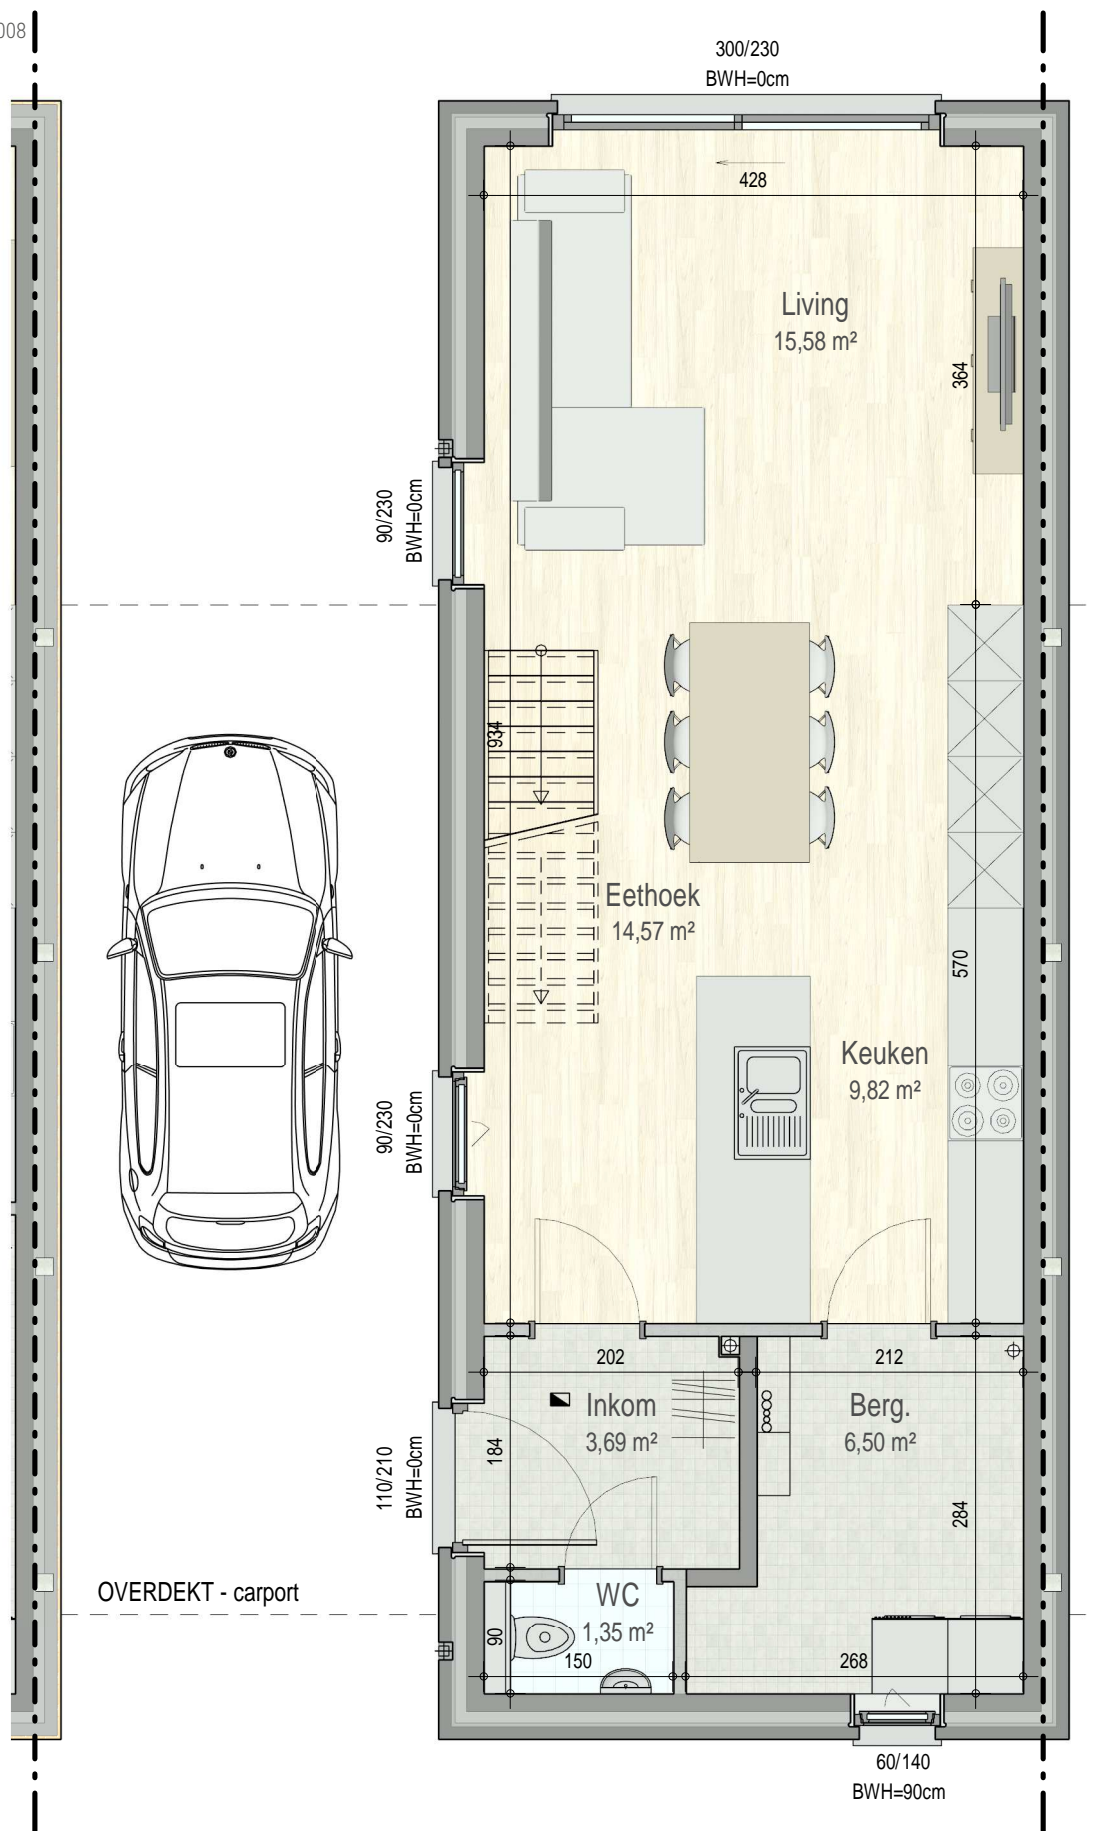 008
300/230
BWH=0cm
428
Living
15,58 m²
364
90/230
BWH=0cm
934
Eethoek
14,57 m²
570
Keuken
9,82 m²
90/230
BWH=0cm
202
212
Inkom
3,69 m²
Berg.
6,50 m²
184
110/210
BWH=0cm
284
OVERDEKT - carport
WC
1,35 m²
90
150
268
60/140
BWH=90cm